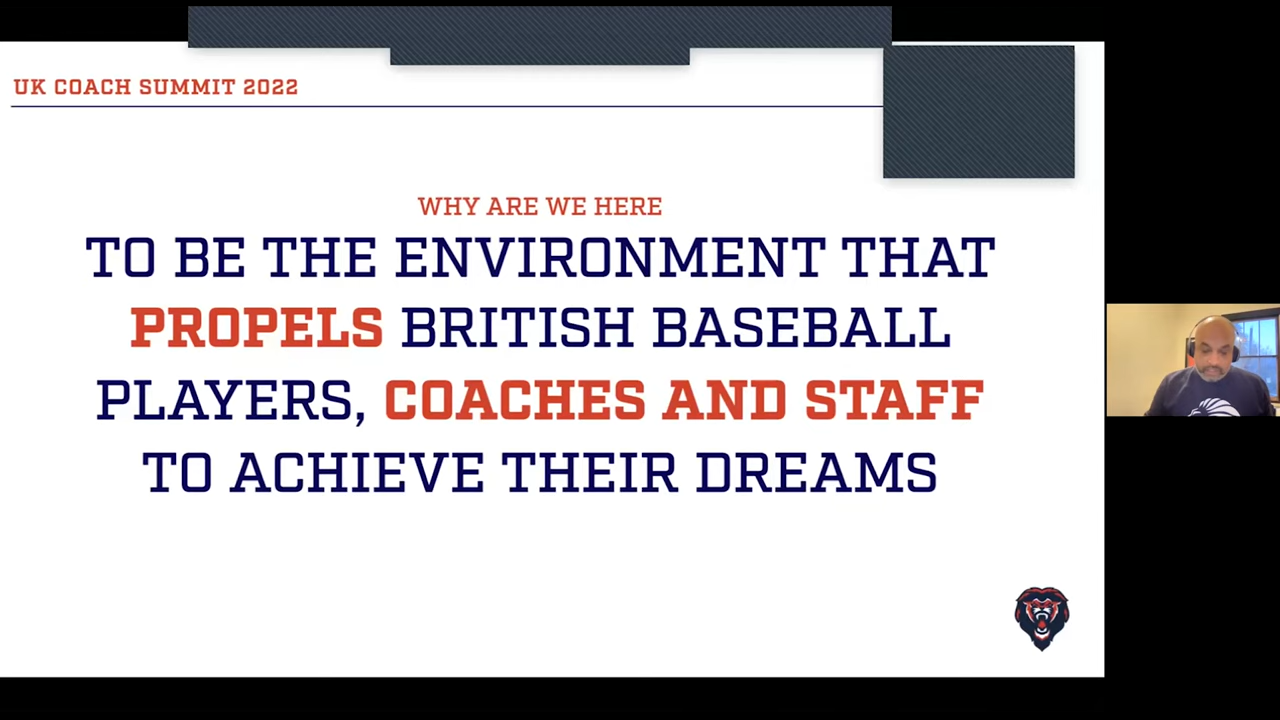 UK COACH SUMMIT 2022
WHY ARE WE HERE
TO BE THE ENVIRONMENT THAT
PROPELS BRITISH BASEBALL
PLAYERS, COACHES AND STAFF
TO ACHIEVE THEIR DREAMS